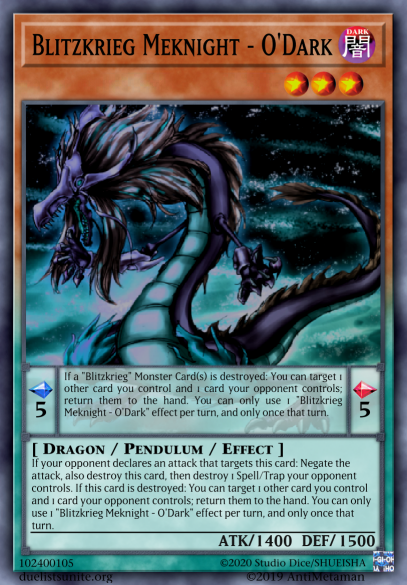 Blitzkrieg Meknight - O'Dark
DARK
闇
If a "Blitzkrieg" Monster Card(s) is destroyed: You can target 1
other card you control and 1 card your opponent controls;
return them to the hand. You can only use 1 "Blitzkrieg
Meknight - O'Dark" effect per turn, and only once that turn.
5
5
[ Dragon / Pendulum / Effect ]
If your opponent declares an attack that targets this card: Negate the
attack, also destroy this card, then destroy 1 Spell/Trap your opponent
controls. If this card is destroyed: You can target 1 other card you control
and 1 card your opponent controls; return them to the hand. You can only
use 1 "Blitzkrieg Meknight - O'Dark" effect per turn, and only once that
turn.
ATK/1400 DEF/1500
102400105
©2020 Studio Dice/SHUEISHA
duelistsunite.org
©2019 AntiMetaman